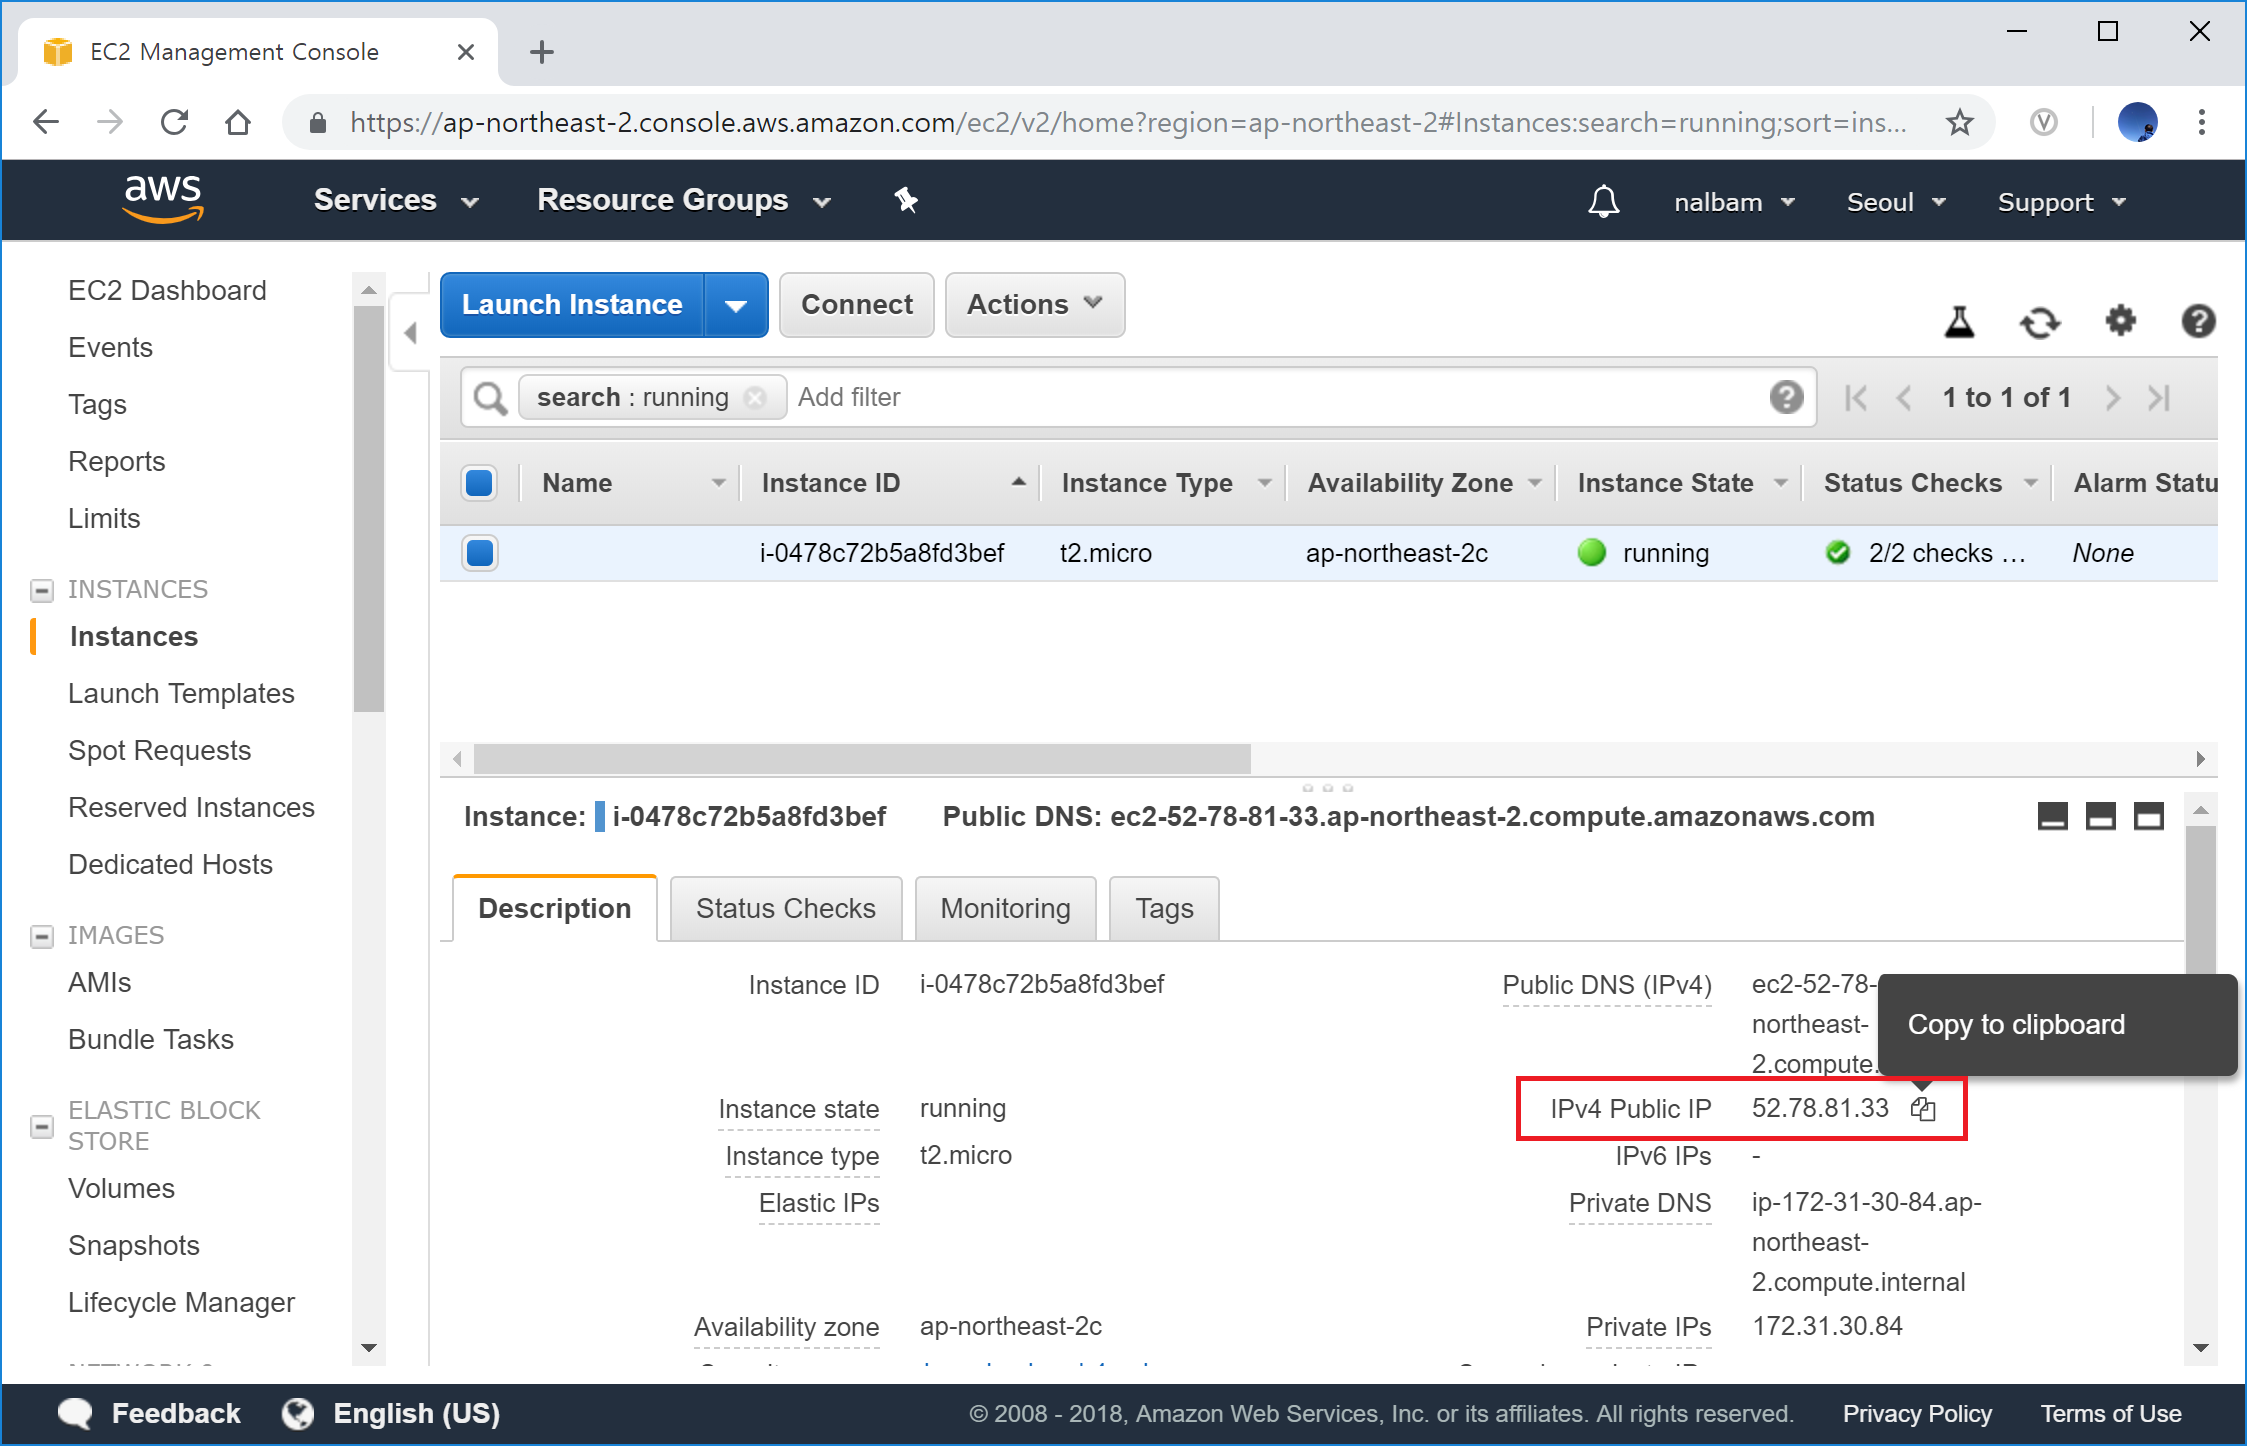 EC2 Management Console
https://ap-northeast-2.console.aws.amazon.com/ec2/v2/home?region=ap-northeast-2#Instances:search=running;sort=ins...
aws Services Resource Groups nalbam Seoul Support
EC2 Dashboard
Events
Tags
Reports
Limits
INSTANCES
Instances
Launch Templates
Spot Requests
Reserved Instances
Dedicated Hosts
IMAGES
AMIs
Bundle Tasks
ELASTIC BLOCK
STORE
Volumes
Snapshots
Lifecycle Manager
Launch Instance Connect Actions
search : running Add filter 1 to 1 of 1
Name Instance ID Instance Type Availability Zone Instance State Status Checks Alarm Statu
i-0478c72b5a8fd3bef t2.micro ap-northeast-2c running 2/2 checks ... None
Instance: i-0478c72b5a8fd3bef Public DNS: ec2-52-78-81-33.ap-northeast-2.compute.amazonaws.com
Description Status Checks Monitoring Tags
Instance ID i-0478c72b5a8fd3bef
Instance state running
Instance type t2.micro
Elastic IPs
Availability zone ap-northeast-2c
Public DNS (IPv4) ec2-52-78-
northeast-
2.compute.
Copy to clipboard
IPv4 Public IP 52.78.81.33
IPv6 IPs -
Private DNS ip-172-31-30-84.ap-
northeast-
2.compute.internal
Private IPs 172.31.30.84
Feedback English (US) © 2008 - 2018, Amazon Web Services, Inc. or its affiliates. All rights reserved. Privacy Policy Terms of Use